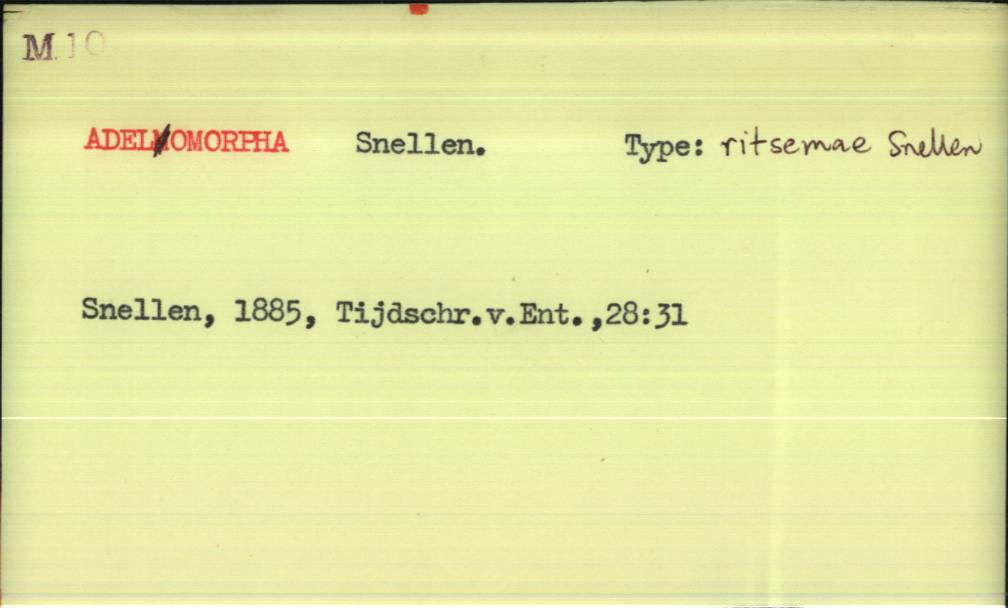 M 10
ADELOMORPHA Snellen. Type: ritsemae Snellen
Snellen, 1885, Tijdschr.v.Ent.,28:31